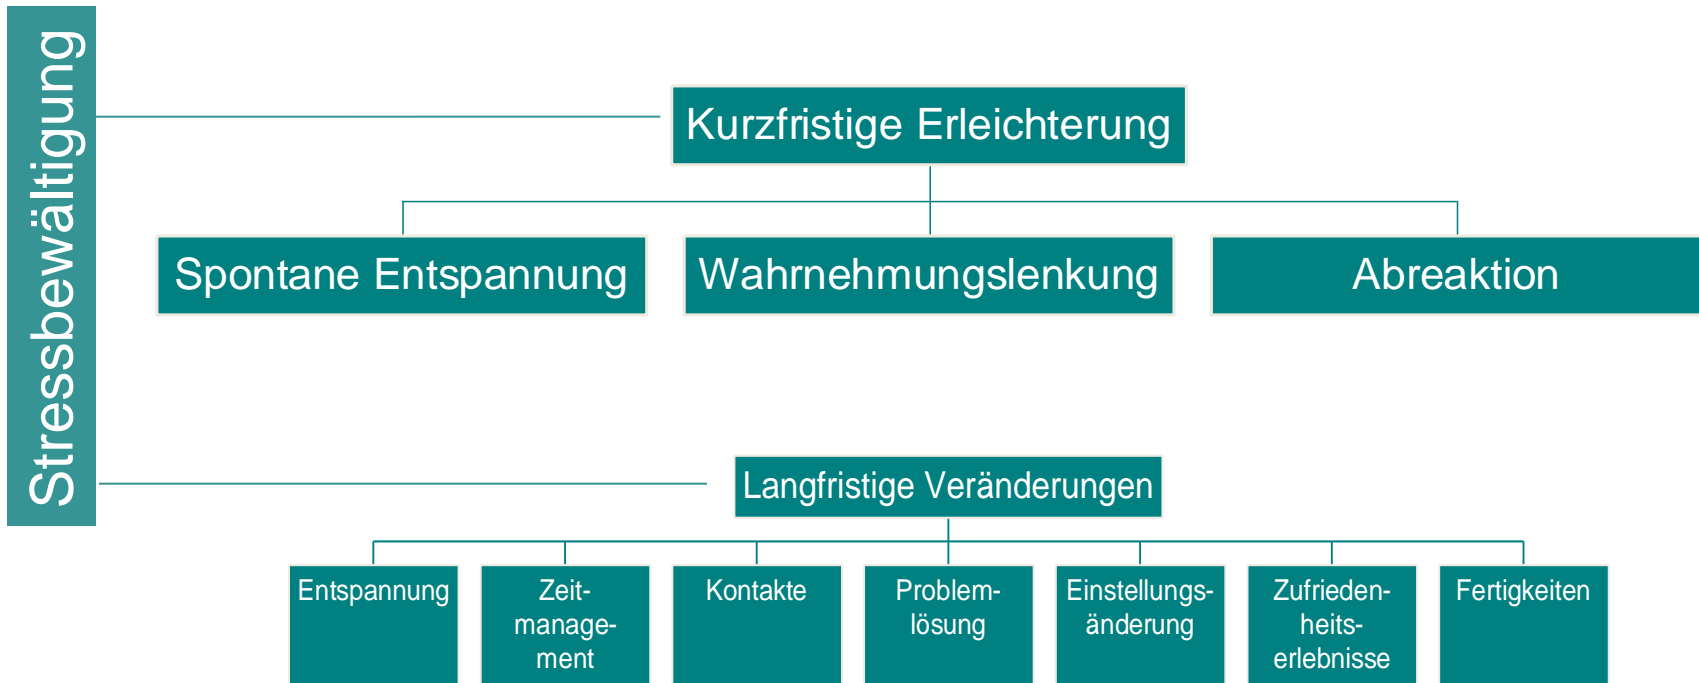 Stressbewältigung
Kurzfristige Erleichterung
Spontane Entspannung
Wahrnehmungslenkung
Abreaktion
Langfristige Veränderungen
Entspannung
Zeit-
manage-
ment
Kontakte
Problem-
lösung
Einstellungs-
änderung
Zufrieden-
heits-
erlebnisse
Fertigkeiten